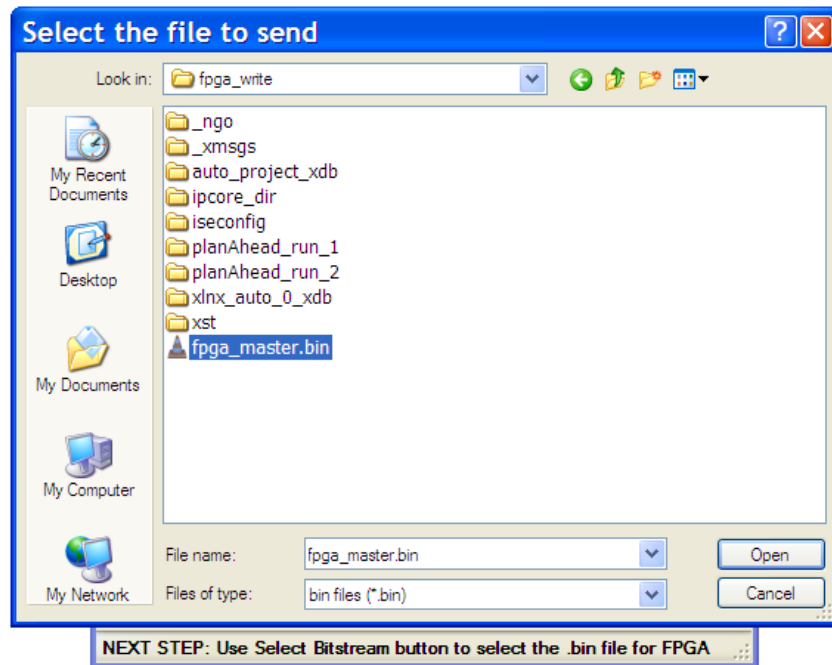 Select the file to send
Look in:
fpga_write
My Recent
Documents
Desktop
My Documents
My Computer
My Network
_ngo
_xmsgs
auto_project_xdb
ipcore_dir
iseconfig
planAhead_run_1
planAhead_run_2
xlnx_auto_0_xdb
xst
fpga_master.bin
File name:
fpga_master.bin
Open
Files of type:
bin files (*.bin)
Cancel
NEXT STEP: Use Select Bitstream button to select the .bin file for FPGA